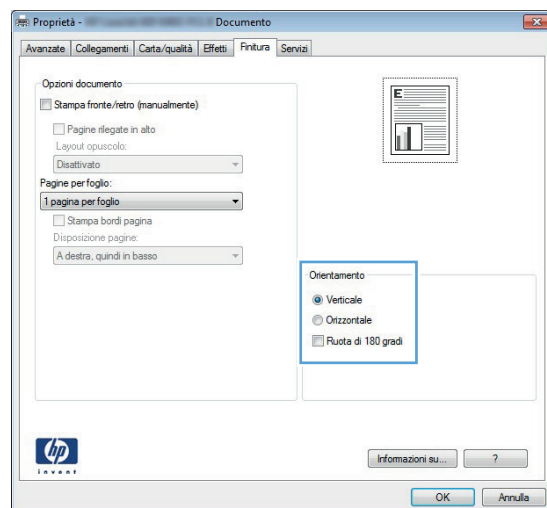 Proprietà - Documento
Avanzate Collegamenti Carta/qualità Effetti Finitura Servizi
Opzioni documento
Stampa fronte/retro (manualmente)
Pagine rilegate in alto
Layout opuscolo:
Disattivato
Pagine per foglio:
1 pagina per foglio
Stampa bordi pagina
Disposizione pagine:
A destra, quindi in basso
E
Orientamento
Verticale
Orizzontale
Ruota di 180 gradi
hp
invent
Informazioni su... ?
OK Annulla